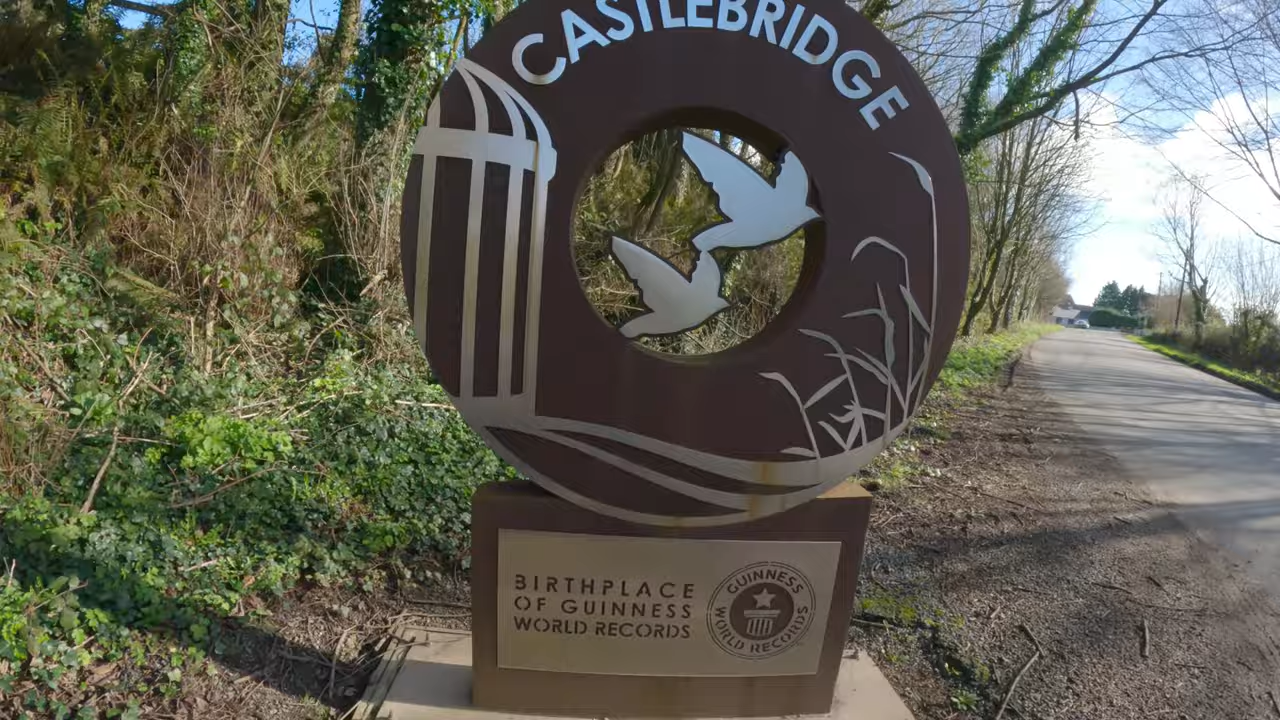 CASTLEBRIDGE
BIRTHPLACE
OF GUINNESS
WORLD RECORDS
GUINNESS
WORLD RECORDS